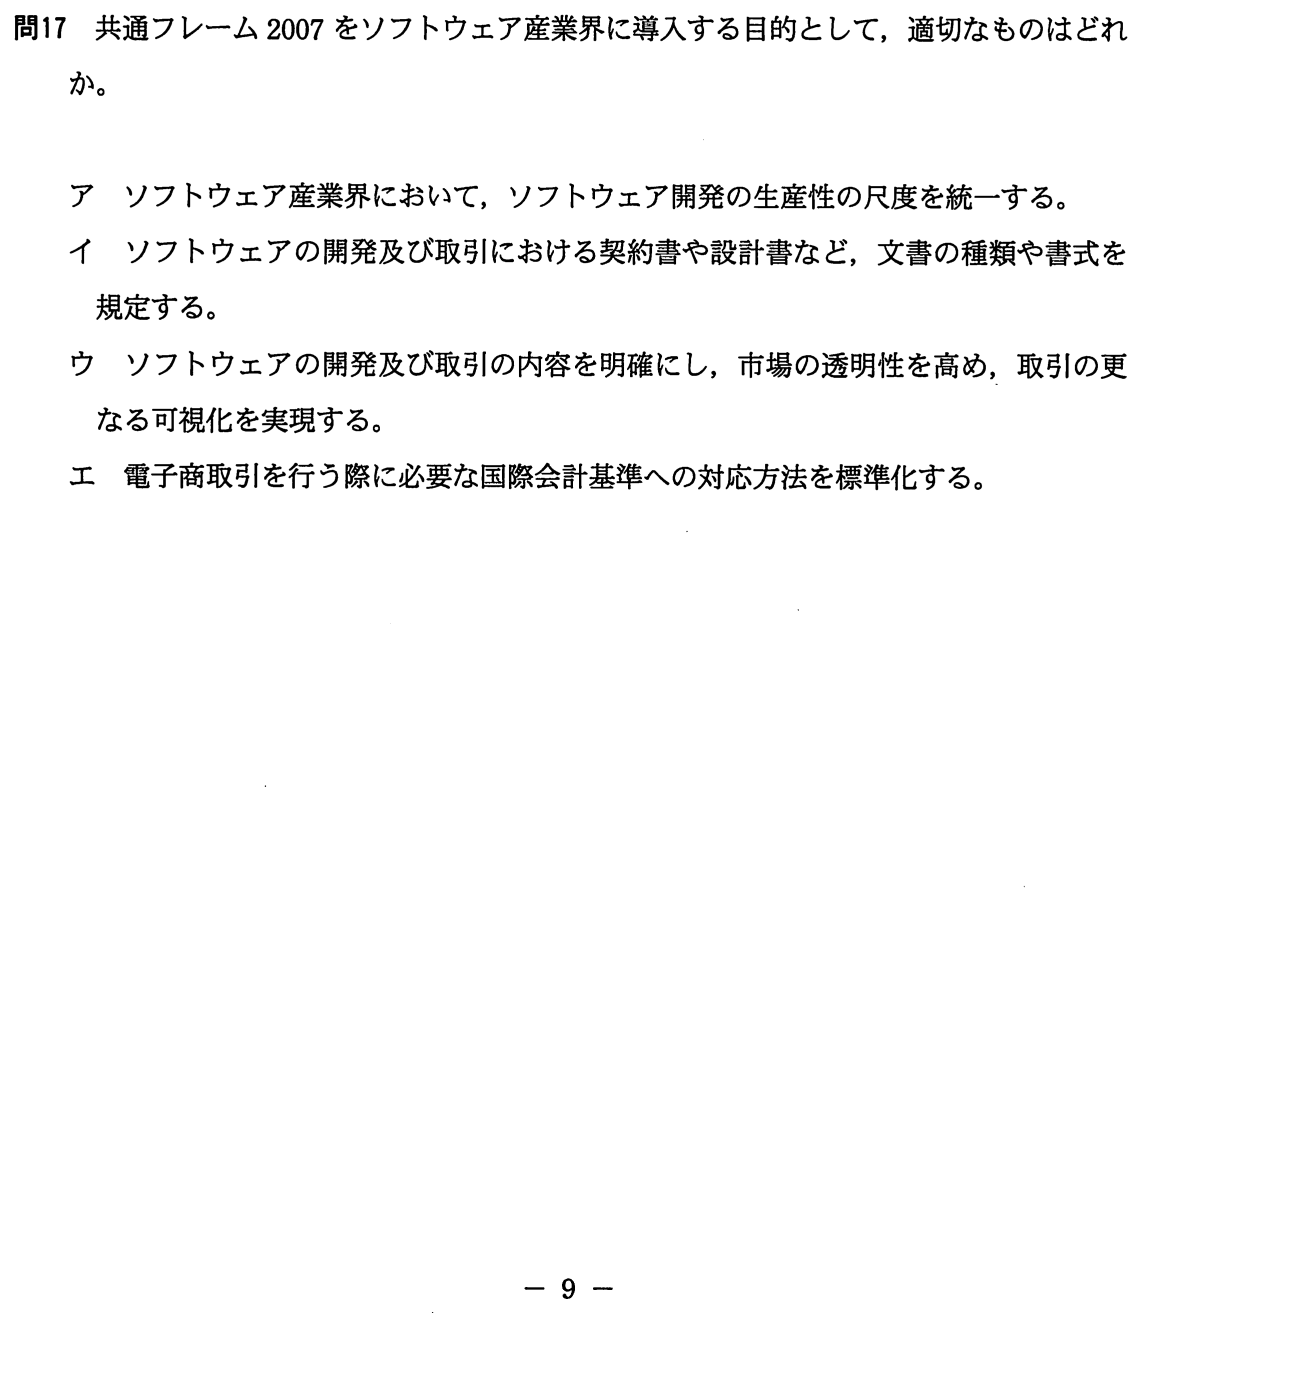 問17 共通フレーム 2007 をソフトウェア産業界に導入する目的として，適切なものはどれ
か。
ア ソフトウェア産業界において，ソフトウェア開発の生産性の尺度を統一する。
イ ソフトウェアの開発及び取引における契約書や設計書など，文書の種類や書式を
規定する。
ウ ソフトウェアの開発及び取引の内容を明確にし，市場の透明性を高め，取引の更
なる可視化を実現する。
エ 電子商取引を行う際に必要な国際会計基準への対応方法を標準化する。
― 9 ―